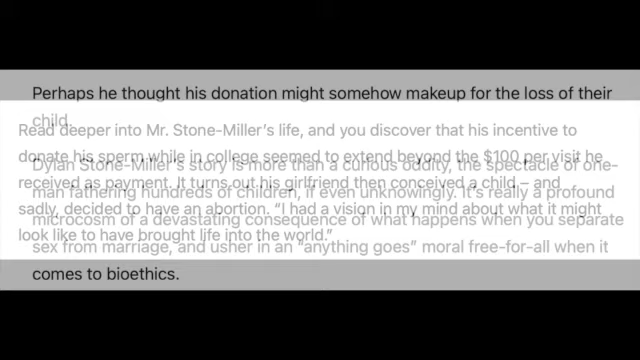 Perhaps he thought his donation might somehow makeup for the loss of their
child.
Read deeper into Mr. Stone-Miller’s life, and you discover that his incentive to
donate his sperm while in college seemed to extend beyond the $100 per visit he
Dylan Stone-Miller’s story is more than a curious oddity, the spectacle of one-
received as payment. It turns out his girlfriend then conceived a child – and
man fathering hundreds of children, if even unknowingly. It’s really a profound
sadly, decided to have an abortion. “I had a vision in my mind about what it might
microcosm of a devastating consequence of what happens when you separate
look like to have brought life into the world.”
sex from marriage, and usher in an “anything goes” moral free-for-all when it
comes to bioethics.